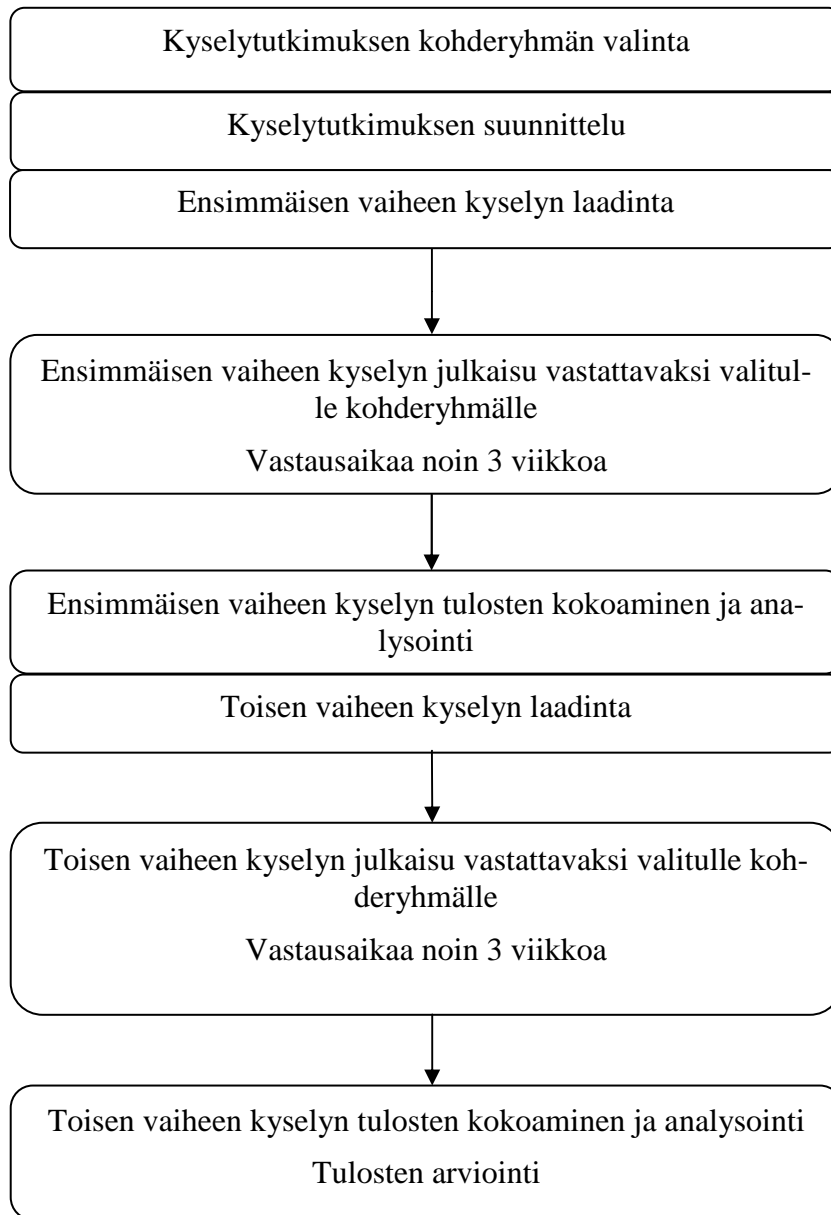 Kyselytutkimuksen kohderyhmän valinta
Kyselytutkimuksen suunnittelu
Ensimmäisen vaiheen kyselyn laadinta
Ensimmäisen vaiheen kyselyn julkaisu vastattavaksi valitul-
le kohderyhmälle
Vastausaikaa noin 3 viikkoa
Ensimmäisen vaiheen kyselyn tulosten kokoaminen ja ana-
lysointi
Toisen vaiheen kyselyn laadinta
Toisen vaiheen kyselyn julkaisu vastattavaksi valitulle koh-
deryhmälle
Vastausaikaa noin 3 viikkoa
Toisen vaiheen kyselyn tulosten kokoaminen ja analysointi
Tulosten arviointi